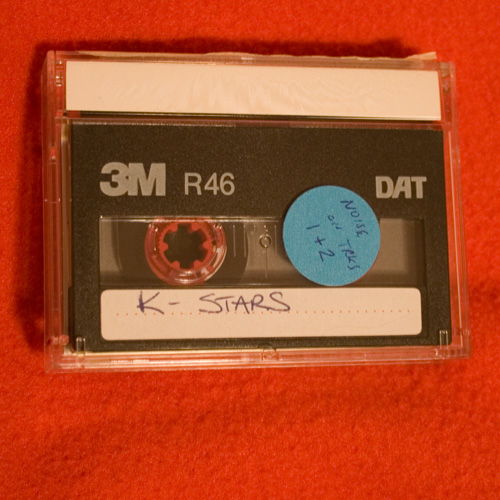 3M R46 DAT
NOISE
on TRKS
1 + 2
K - STARS